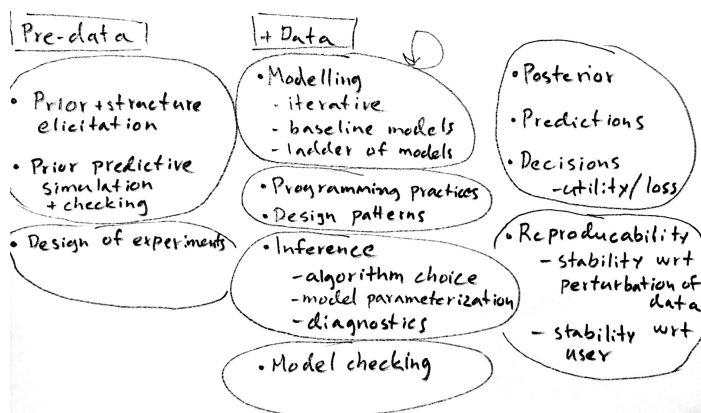 Pre-data
• Prior + structure
elicitation
• Prior predictive
simulation
+ checking
• Design of experiments
+ Data
• Modelling
- iterative
- baseline models
- ladder of models
• Programming practices
• Design patterns
• Inference
- algorithm choice
- model parameterization
- diagnostics
• Model checking
• Posterior
• Predictions
• Decisions
- utility/loss
• Reproducability
- stability wrt
perturbation of
data
- stability wrt
user